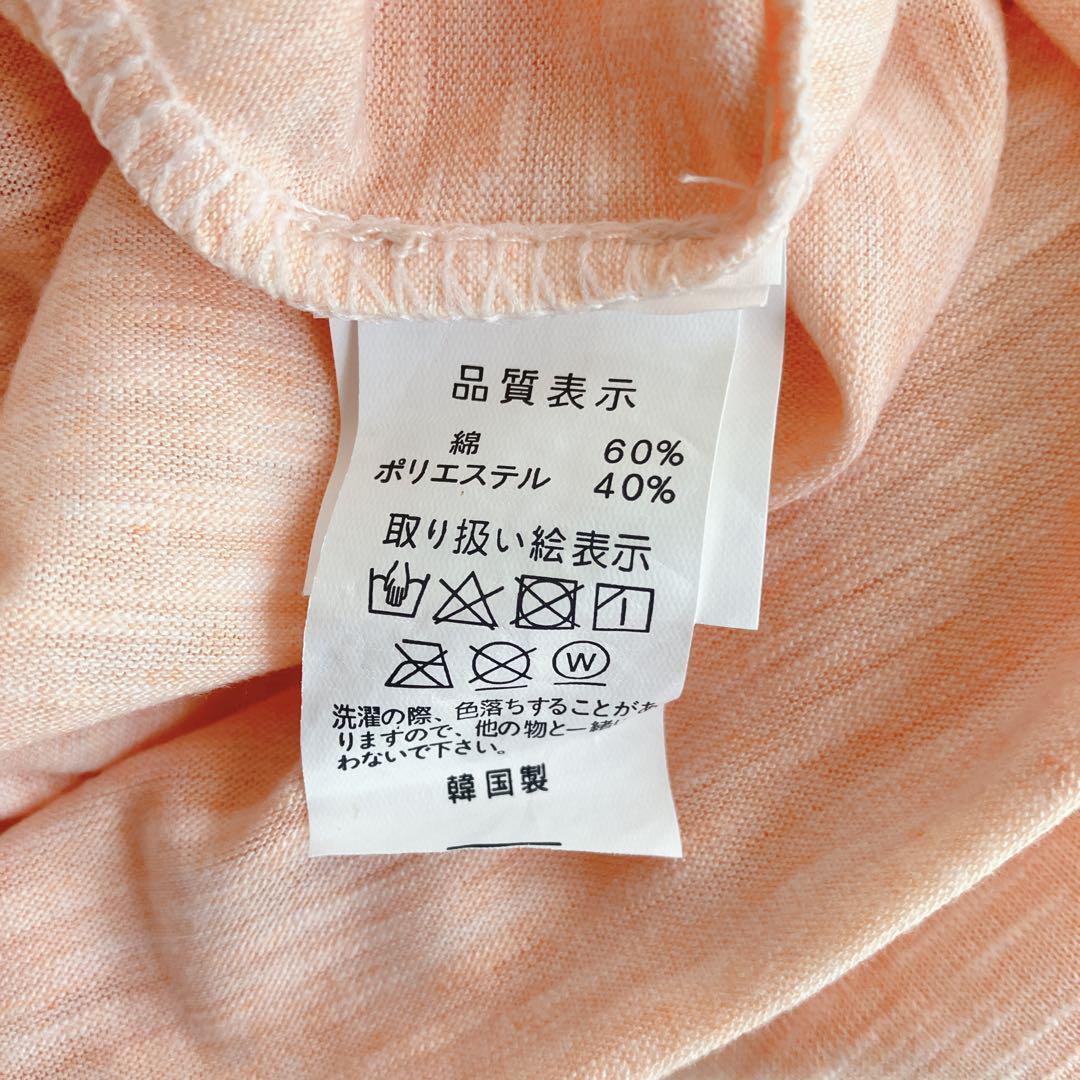 品質表示
綿 60%
ポリエステル 40%
取り扱い絵表示
W
洗濯の際、色落ちすることがあ
りますので、他の物と一緒に
わないで下さい。
韓国製